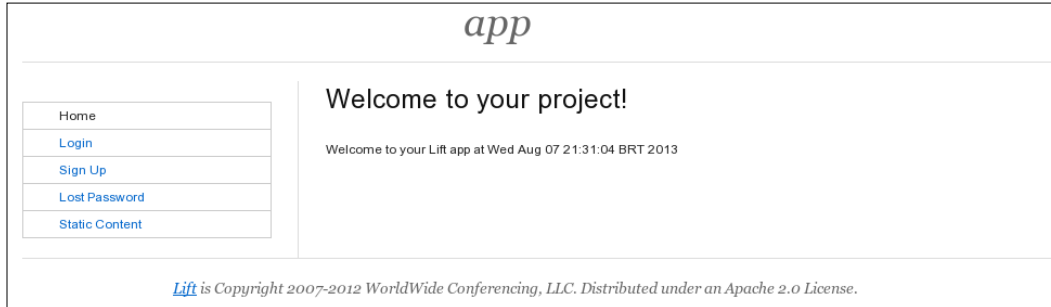 app
Home
Login
Sign Up
Lost Password
Static Content
Welcome to your project!
Welcome to your Lift app at Wed Aug 07 21:31:04 BRT 2013
Lift is Copyright 2007-2012 WorldWide Conferencing, LLC. Distributed under an Apache 2.0 License.